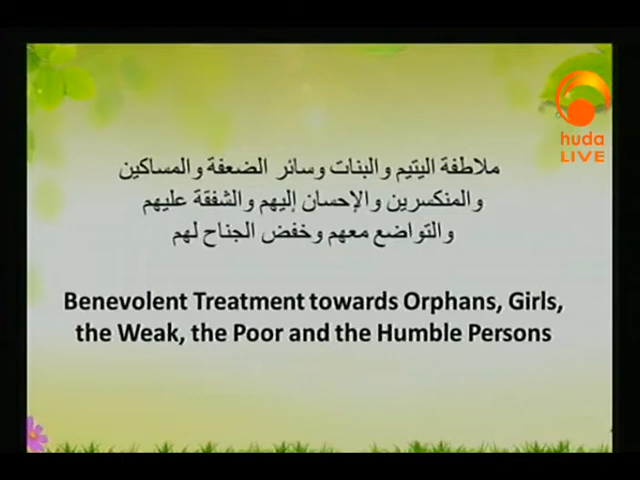 huda
LIVE
ملاطفة اليتيم والبنات وسائر الضعفة والمساكين
والمنكسرين والإحسان إليهم والشفقة عليهم
والتواضع معهم وخفض الجناح لهم
Benevolent Treatment towards Orphans, Girls,
the Weak, the Poor and the Humble Persons